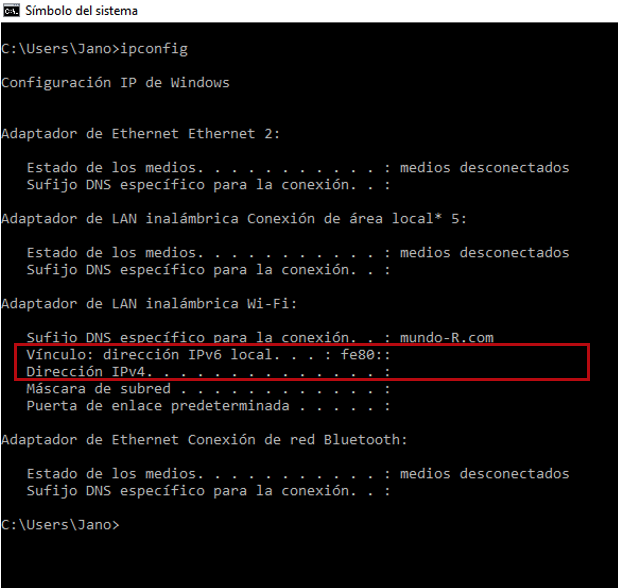 Símbolo del sistema
C:\Users\Jano>ipconfig
Configuración IP de Windows
Adaptador de Ethernet Ethernet 2:
Estado de los medios. . . . . . . . . . . : medios desconectados
Sufijo DNS específico para la conexión. . :
Adaptador de LAN inalámbrica Conexión de área local* 5:
Estado de los medios. . . . . . . . . . . : medios desconectados
Sufijo DNS específico para la conexión. . :
Adaptador de LAN inalámbrica Wi-Fi:
Sufijo DNS específico para la conexión. . : mundo-R.com
Vínculo: dirección IPv6 local. . . : fe80::
Dirección IPv4. . . . . . . . . . . . . . :
Máscara de subred . . . . . . . . . . . . :
Puerta de enlace predeterminada . . . . . :
Adaptador de Ethernet Conexión de red Bluetooth:
Estado de los medios. . . . . . . . . . . : medios desconectados
Sufijo DNS específico para la conexión. . :
C:\Users\Jano>